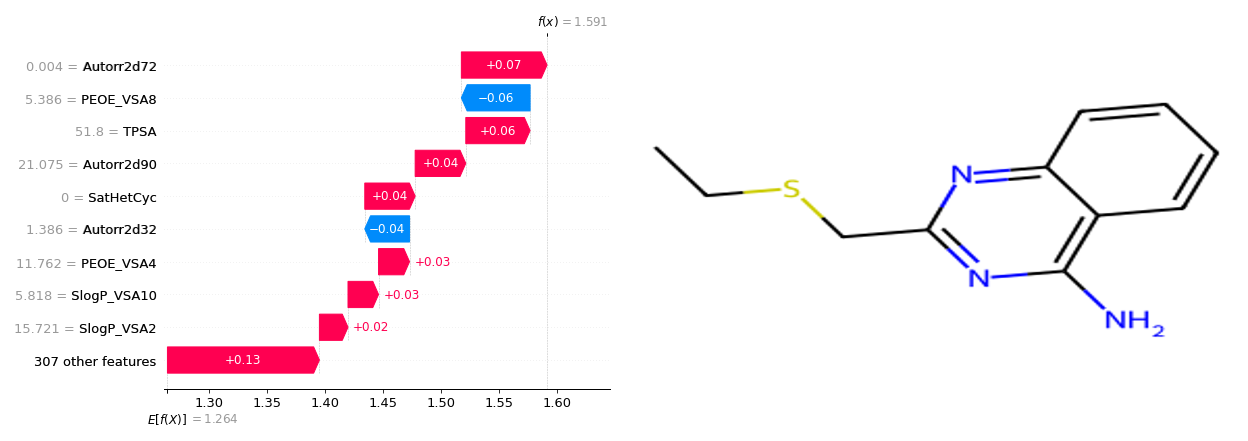 f(x) = 1.591
0.004 = Autorr2d72 +0.07
5.386 = PEOE_VSA8 −0.06
51.8 = TPSA +0.06
21.075 = Autorr2d90 +0.04
0 = SatHetCyc +0.04
1.386 = Autorr2d32 −0.04
11.762 = PEOE_VSA4 +0.03
5.818 = SlogP_VSA10 +0.03
15.721 = SlogP_VSA2 +0.02
307 other features +0.13
1.30 1.35 1.40 1.45 1.50 1.55 1.60
E[f(X)] = 1.264
N
S
N
NH2